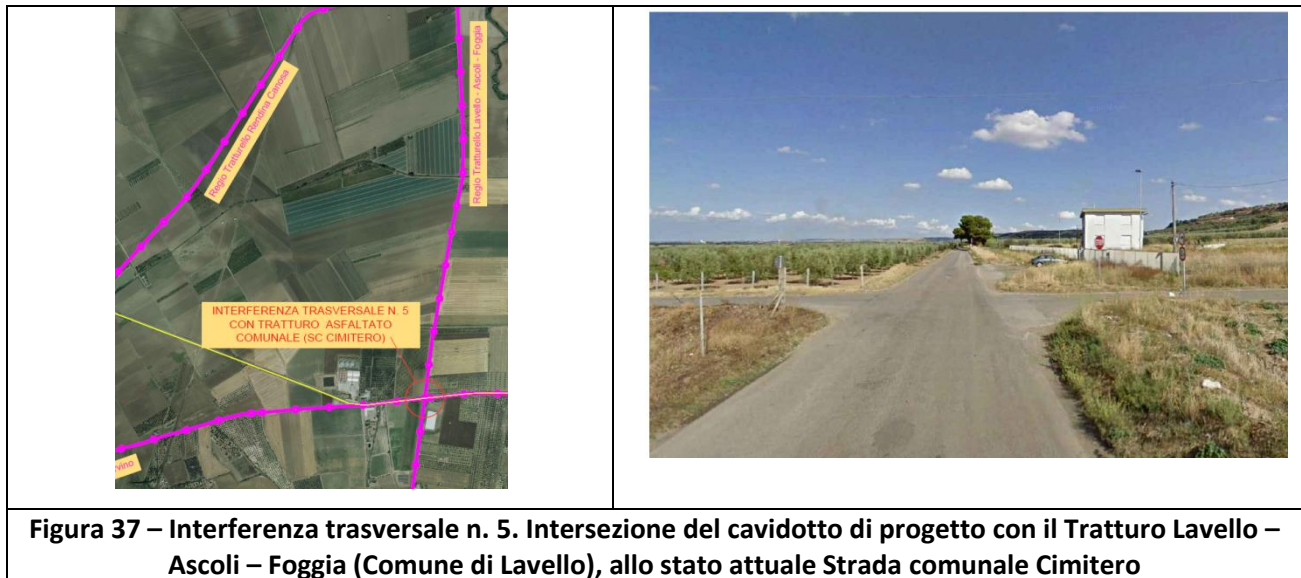 Regio Tratturello Rendina Canosa
Regio Tratturello Lavello - Ascoli - Foggia
INTERFERENZA TRASVERSALE N. 5
CON TRATTURO ASFALTATO
COMUNALE (SC CIMITERO)
vino
Figura 37 – Interferenza trasversale n. 5. Intersezione del cavidotto di progetto con il Tratturo Lavello –
Ascoli – Foggia (Comune di Lavello), allo stato attuale Strada comunale Cimitero